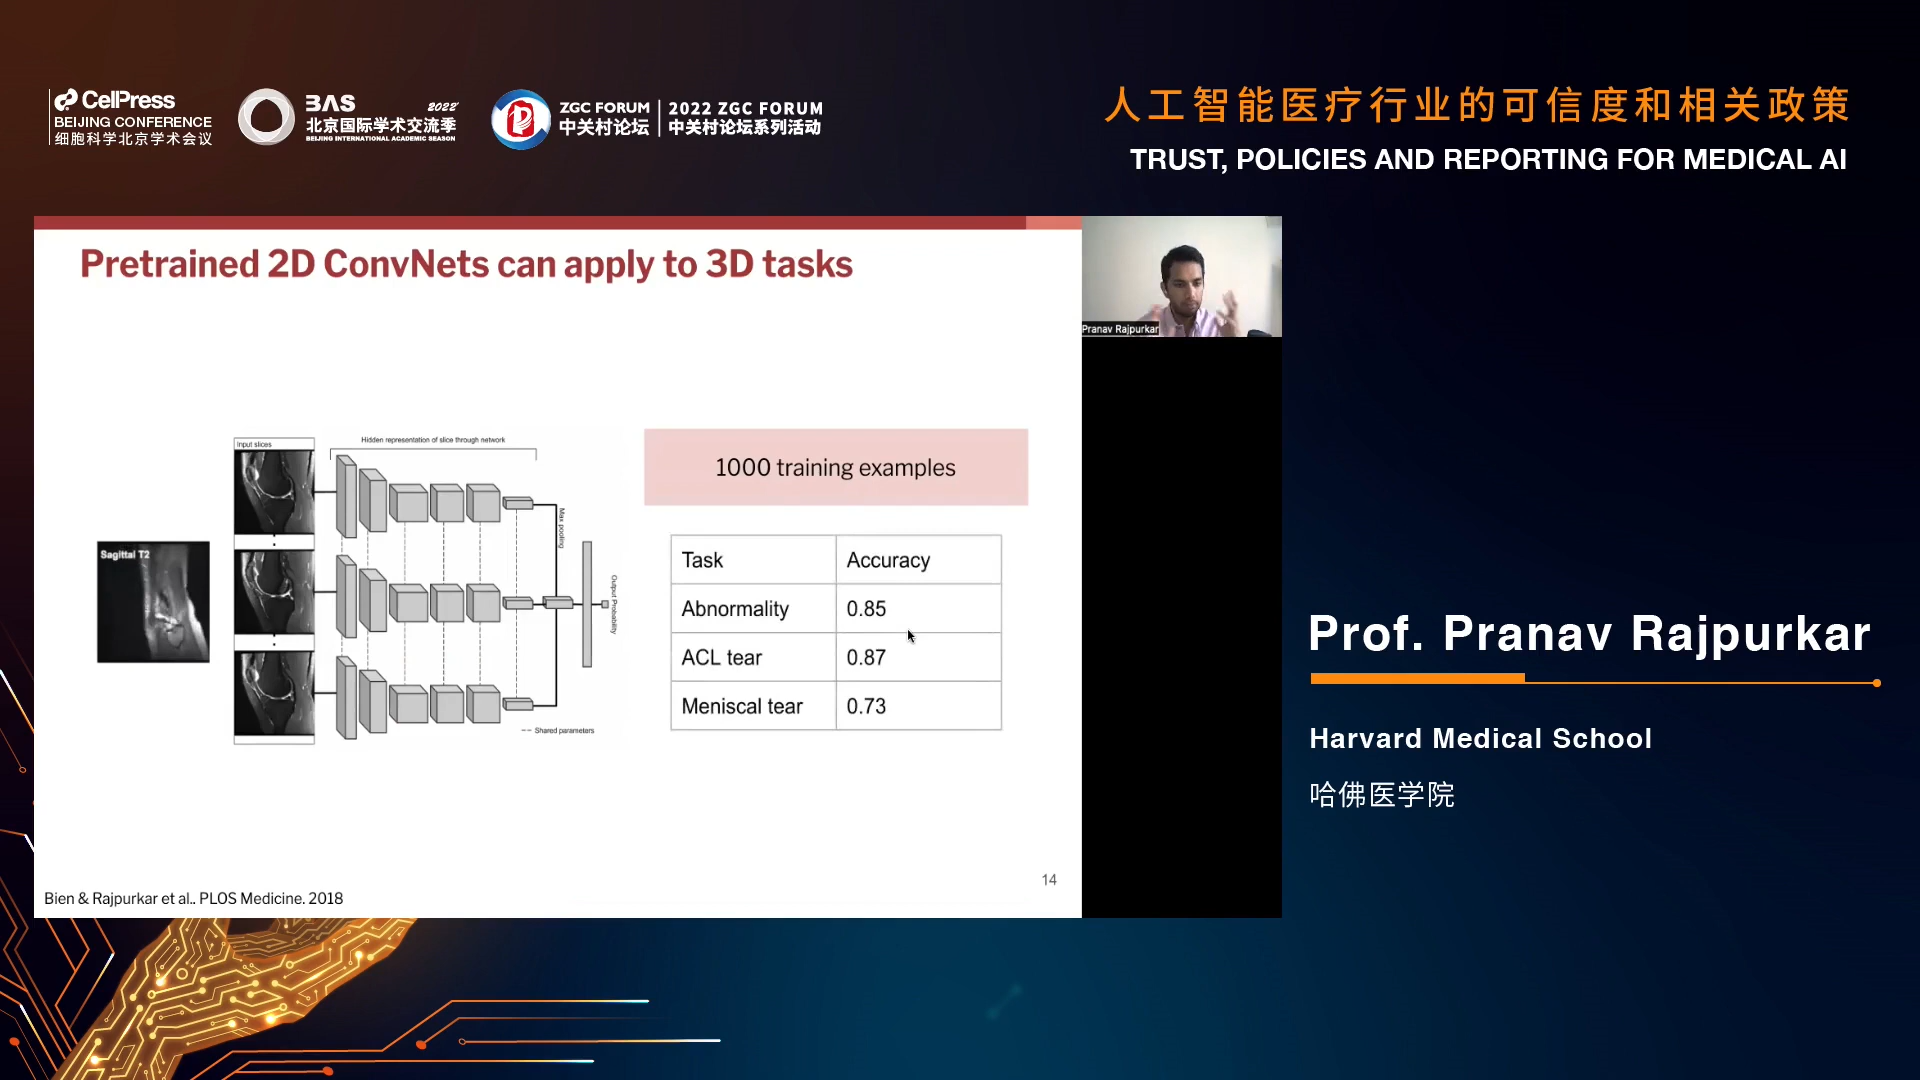 CellPress
BEIJING CONFERENCE
细胞科学北京学术会议
BAS 2022
北京国际学术交流季
BEIJING INTERNATIONAL ACADEMIC SEASON
ZGC FORUM
中关村论坛
2022 ZGC FORUM
中关村论坛系列活动
人工智能医疗行业的可信度和相关政策
TRUST, POLICIES AND REPORTING FOR MEDICAL AI
Pretrained 2D ConvNets can apply to 3D tasks
Pranav Rajpurkar
Input slices
Hidden representation of slice through network
Sagittal T2
Max pooling
Output Probability
Shared parameters
1000 training examples
Task Accuracy
Abnormality 0.85
ACL tear 0.87
Meniscal tear 0.73
14
Bien & Rajpurkar et al.. PLOS Medicine. 2018
Prof. Pranav Rajpurkar
Harvard Medical School
哈佛医学院